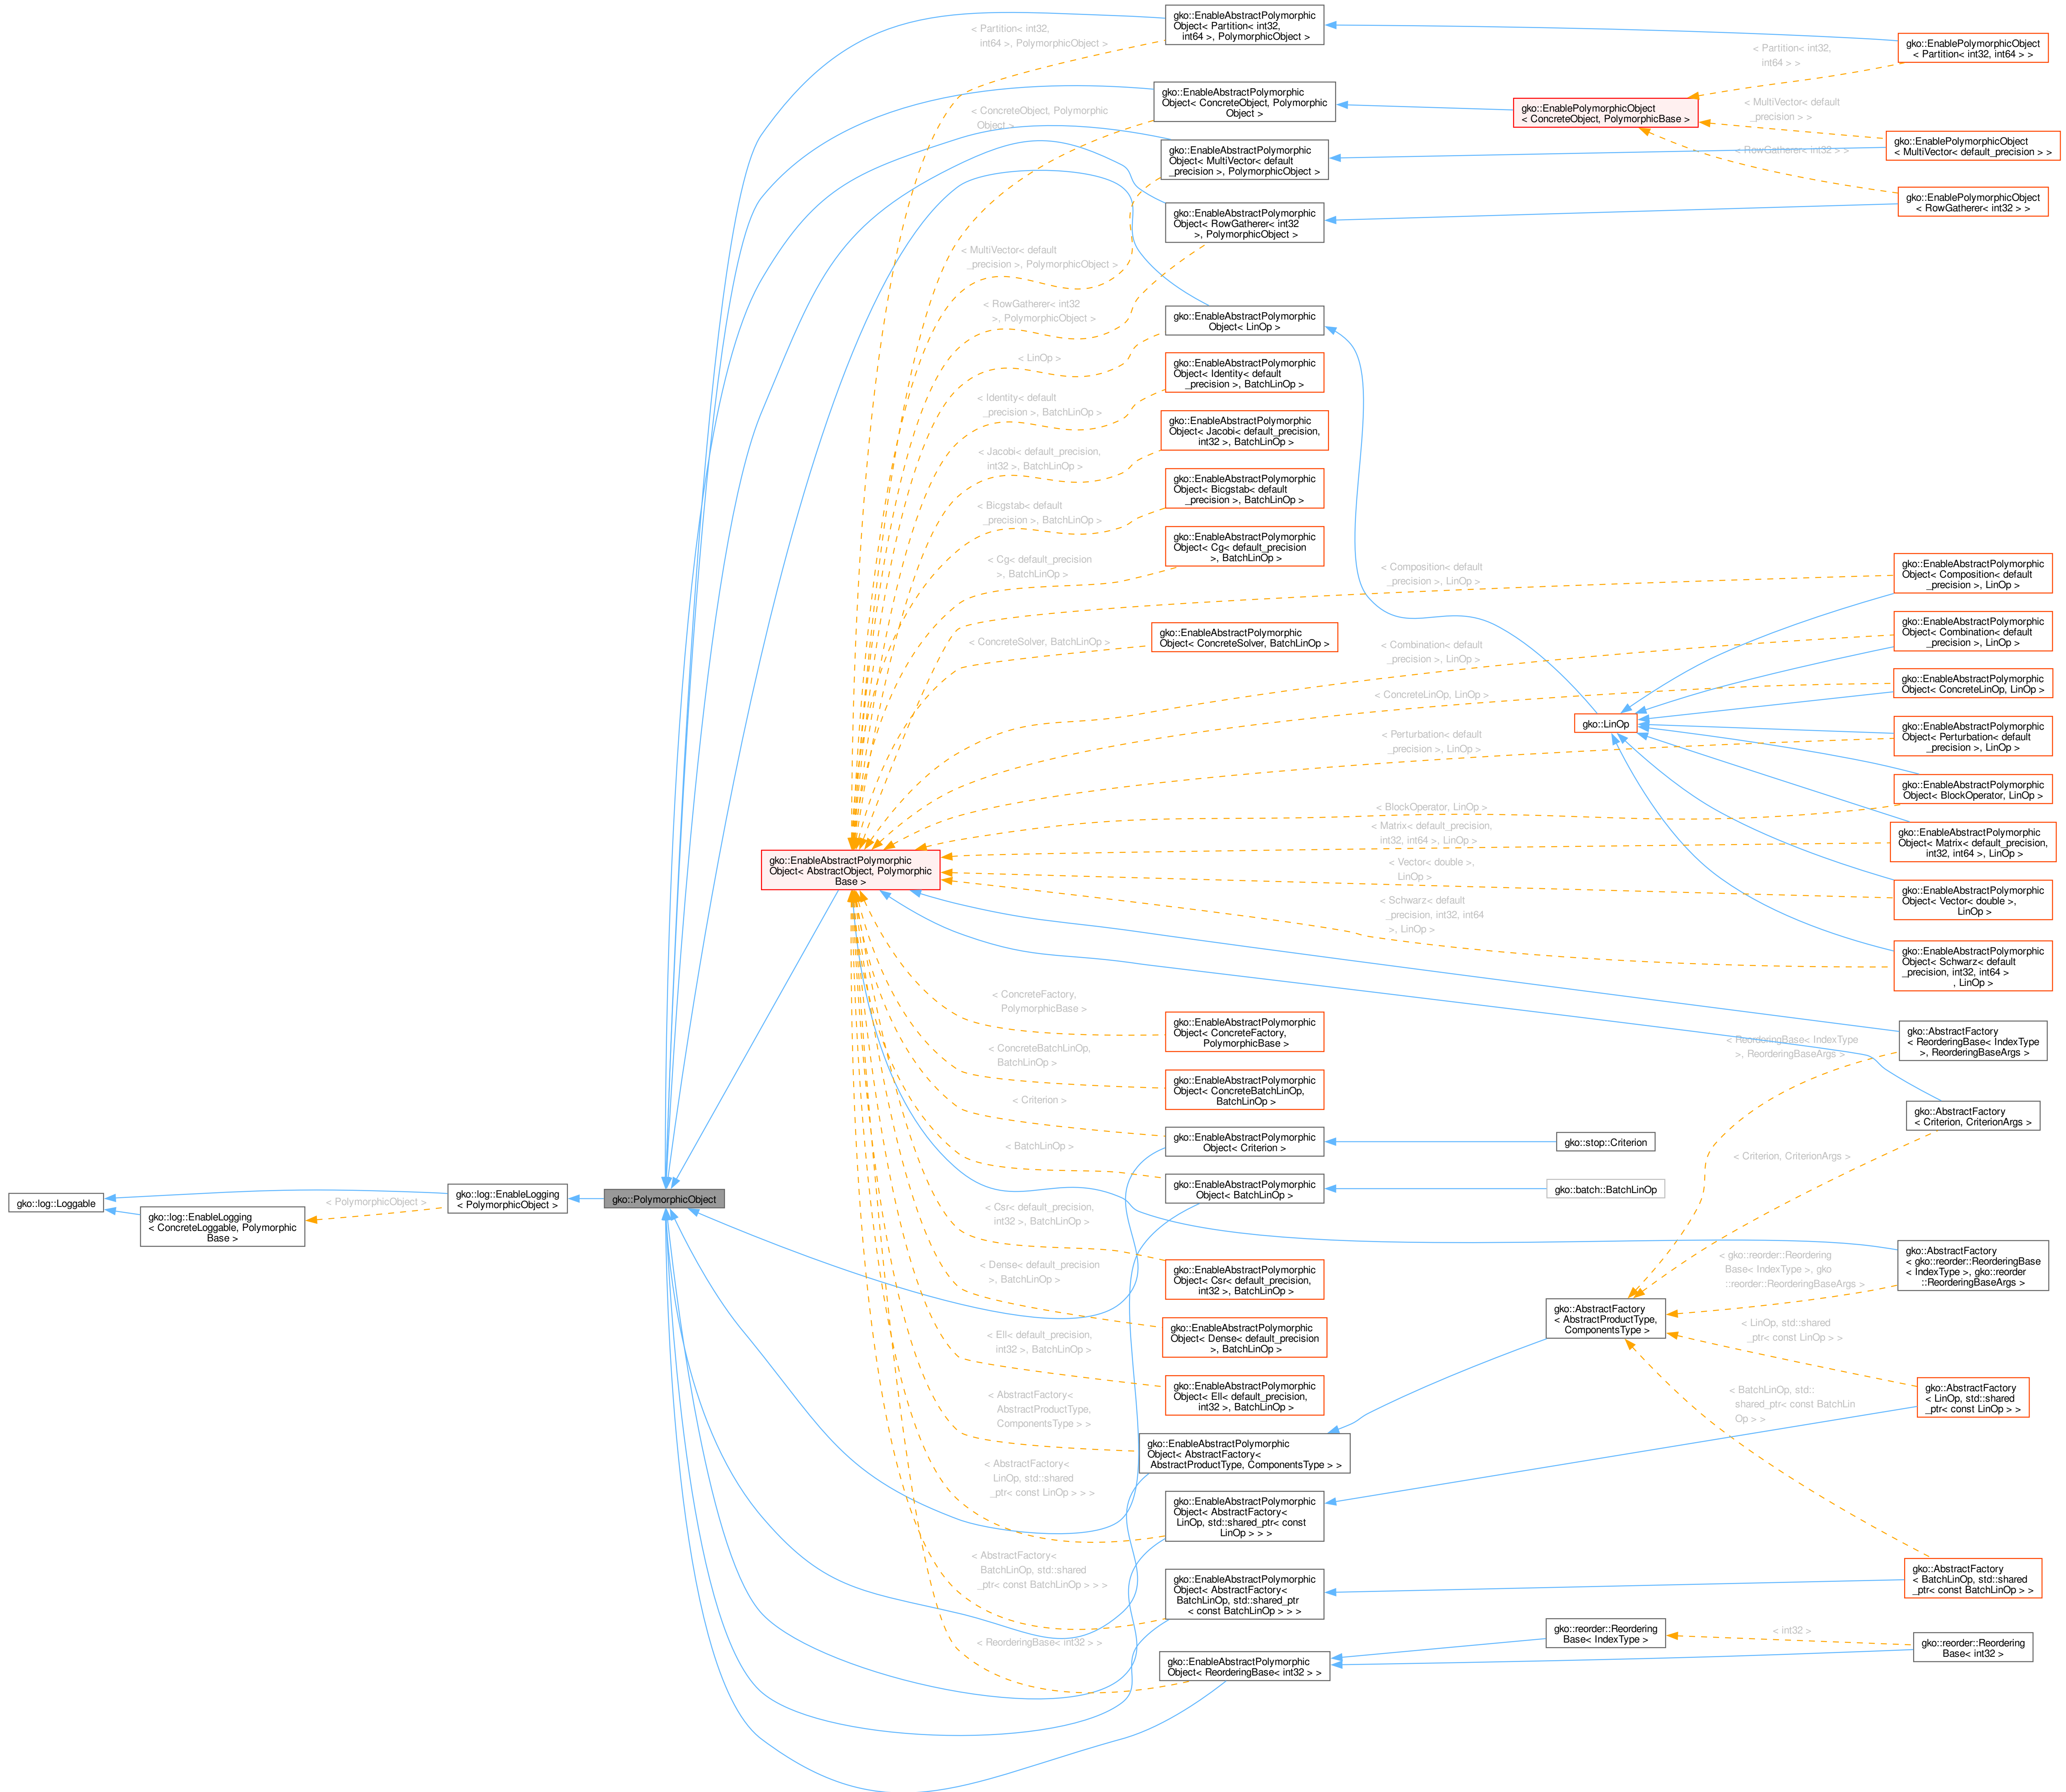 gko::log::Loggable
gko::log::EnableLogging
< ConcreteLoggable, Polymorphic
Base >
< PolymorphicObject >
gko::log::EnableLogging
< PolymorphicObject >
gko::PolymorphicObject
gko::EnableAbstractPolymorphic
Object< AbstractObject, Polymorphic
Base >
< Partition< int32,
int64 >, PolymorphicObject >
< ConcreteObject, Polymorphic
Object >
< MultiVector< default
_precision >, PolymorphicObject >
< RowGatherer< int32
>, PolymorphicObject >
< LinOp >
< Identity< default
_precision >, BatchLinOp >
< Jacobi< default_precision,
int32 >, BatchLinOp >
< Bicgstab< default
_precision >, BatchLinOp >
< Cg< default_precision
>, BatchLinOp >
< ConcreteSolver, BatchLinOp >
< ConcreteFactory,
PolymorphicBase >
< ConcreteBatchLinOp,
BatchLinOp >
< Criterion >
< BatchLinOp >
< Csr< default_precision,
int32 >, BatchLinOp >
< Dense< default_precision
>, BatchLinOp >
< Ell< default_precision,
int32 >, BatchLinOp >
< AbstractFactory<
AbstractProductType,
ComponentsType > >
< AbstractFactory<
LinOp, std::shared
_ptr< const LinOp > > >
< AbstractFactory<
BatchLinOp, std::shared
_ptr< const BatchLinOp > > >
< ReorderingBase< int32 > >
gko::EnableAbstractPolymorphic
Object< Partition< int32,
int64 >, PolymorphicObject >
gko::EnableAbstractPolymorphic
Object< ConcreteObject, Polymorphic
Object >
gko::EnableAbstractPolymorphic
Object< MultiVector< default
_precision >, PolymorphicObject >
gko::EnableAbstractPolymorphic
Object< RowGatherer< int32
>, PolymorphicObject >
gko::EnableAbstractPolymorphic
Object< LinOp >
gko::EnableAbstractPolymorphic
Object< Identity< default
_precision >, BatchLinOp >
gko::EnableAbstractPolymorphic
Object< Jacobi< default_precision,
int32 >, BatchLinOp >
gko::EnableAbstractPolymorphic
Object< Bicgstab< default
_precision >, BatchLinOp >
gko::EnableAbstractPolymorphic
Object< Cg< default_precision
>, BatchLinOp >
gko::EnableAbstractPolymorphic
Object< ConcreteSolver, BatchLinOp >
gko::EnableAbstractPolymorphic
Object< ConcreteFactory,
PolymorphicBase >
gko::EnableAbstractPolymorphic
Object< ConcreteBatchLinOp,
BatchLinOp >
gko::EnableAbstractPolymorphic
Object< Criterion >
gko::EnableAbstractPolymorphic
Object< BatchLinOp >
gko::EnableAbstractPolymorphic
Object< Csr< default_precision,
int32 >, BatchLinOp >
gko::EnableAbstractPolymorphic
Object< Dense< default_precision
>, BatchLinOp >
gko::EnableAbstractPolymorphic
Object< Ell< default_precision,
int32 >, BatchLinOp >
gko::EnableAbstractPolymorphic
Object< AbstractFactory<
AbstractProductType, ComponentsType > >
gko::EnableAbstractPolymorphic
Object< AbstractFactory<
LinOp, std::shared_ptr< const
LinOp > > >
gko::EnableAbstractPolymorphic
Object< AbstractFactory<
BatchLinOp, std::shared_ptr
< const BatchLinOp > > >
gko::EnableAbstractPolymorphic
Object< ReorderingBase< int32 > >
< Composition< default
_precision >, LinOp >
< Combination< default
_precision >, LinOp >
< ConcreteLinOp, LinOp >
< Perturbation< default
_precision >, LinOp >
< BlockOperator, LinOp >
< Matrix< default_precision,
int32, int64 >, LinOp >
< Vector< double >,
LinOp >
< Schwarz< default
_precision, int32, int64
>, LinOp >
gko::EnablePolymorphicObject
< ConcreteObject, PolymorphicBase >
gko::LinOp
gko::stop::Criterion
gko::batch::BatchLinOp
gko::AbstractFactory
< AbstractProductType,
ComponentsType >
gko::reorder::Reordering
Base< IndexType >
< Partition< int32,
int64 > >
< MultiVector< default
_precision > >
< RowGatherer< int32 > >
< ReorderingBase< IndexType
>, ReorderingBaseArgs >
< Criterion, CriterionArgs >
< gko::reorder::Reordering
Base< IndexType >, gko
::reorder::ReorderingBaseArgs >
< LinOp, std::shared
_ptr< const LinOp > >
< BatchLinOp, std::
shared_ptr< const BatchLin
Op > >
< int32 >
gko::EnablePolymorphicObject
< Partition< int32, int64 > >
gko::EnablePolymorphicObject
< MultiVector< default_precision > >
gko::EnablePolymorphicObject
< RowGatherer< int32 > >
gko::EnableAbstractPolymorphic
Object< Composition< default
_precision >, LinOp >
gko::EnableAbstractPolymorphic
Object< Combination< default
_precision >, LinOp >
gko::EnableAbstractPolymorphic
Object< ConcreteLinOp, LinOp >
gko::EnableAbstractPolymorphic
Object< Perturbation< default
_precision >, LinOp >
gko::EnableAbstractPolymorphic
Object< BlockOperator, LinOp >
gko::EnableAbstractPolymorphic
Object< Matrix< default_precision,
int32, int64 >, LinOp >
gko::EnableAbstractPolymorphic
Object< Vector< double >,
LinOp >
gko::EnableAbstractPolymorphic
Object< Schwarz< default
_precision, int32, int64 >
, LinOp >
gko::AbstractFactory
< ReorderingBase< IndexType
>, ReorderingBaseArgs >
gko::AbstractFactory
< Criterion, CriterionArgs >
gko::AbstractFactory
< gko::reorder::ReorderingBase
< IndexType >, gko::reorder
::ReorderingBaseArgs >
gko::AbstractFactory
< LinOp, std::shared
_ptr< const LinOp > >
gko::AbstractFactory
< BatchLinOp, std::shared
_ptr< const BatchLinOp > >
gko::reorder::Reordering
Base< int32 >